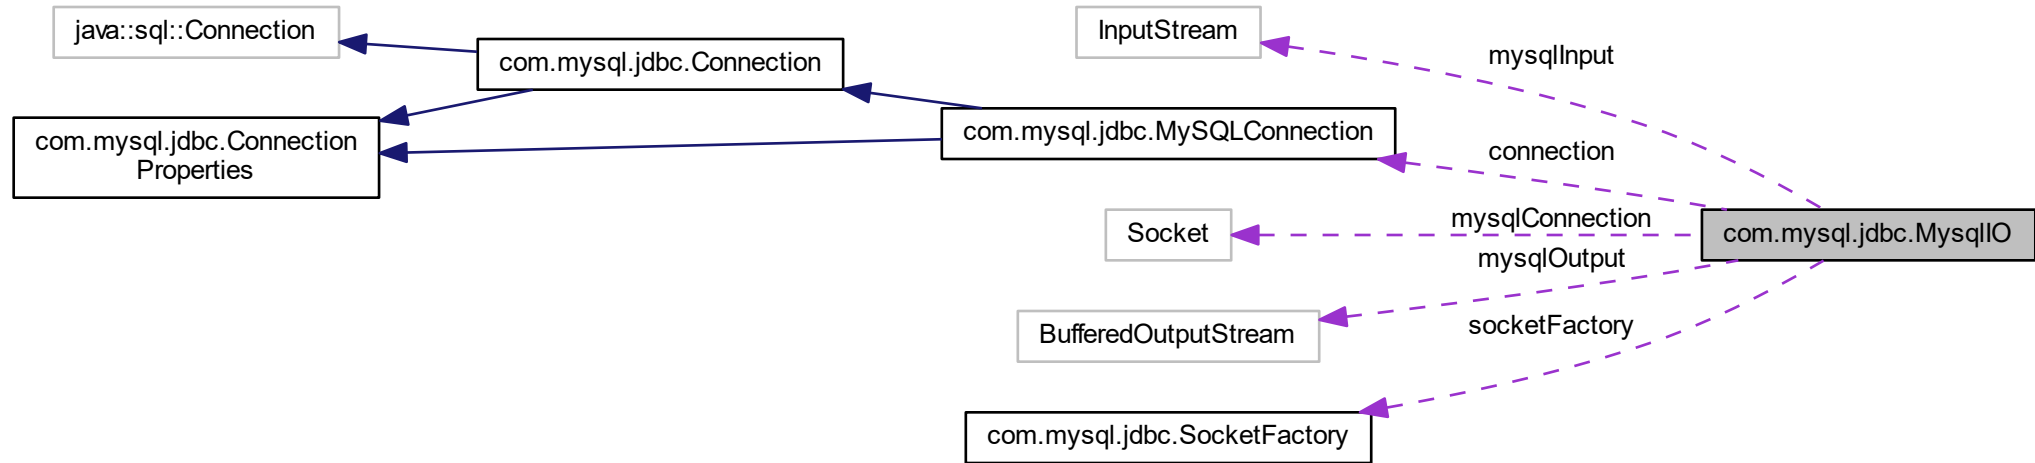 java::sql::Connection
InputStream
com.mysql.jdbc.Connection
mysqlInput
com.mysql.jdbc.Connection
Properties
com.mysql.jdbc.MySQLConnection
connection
Socket
mysqlConnection
com.mysql.jdbc.MysqlIO
mysqlOutput
BufferedOutputStream
socketFactory
com.mysql.jdbc.SocketFactory